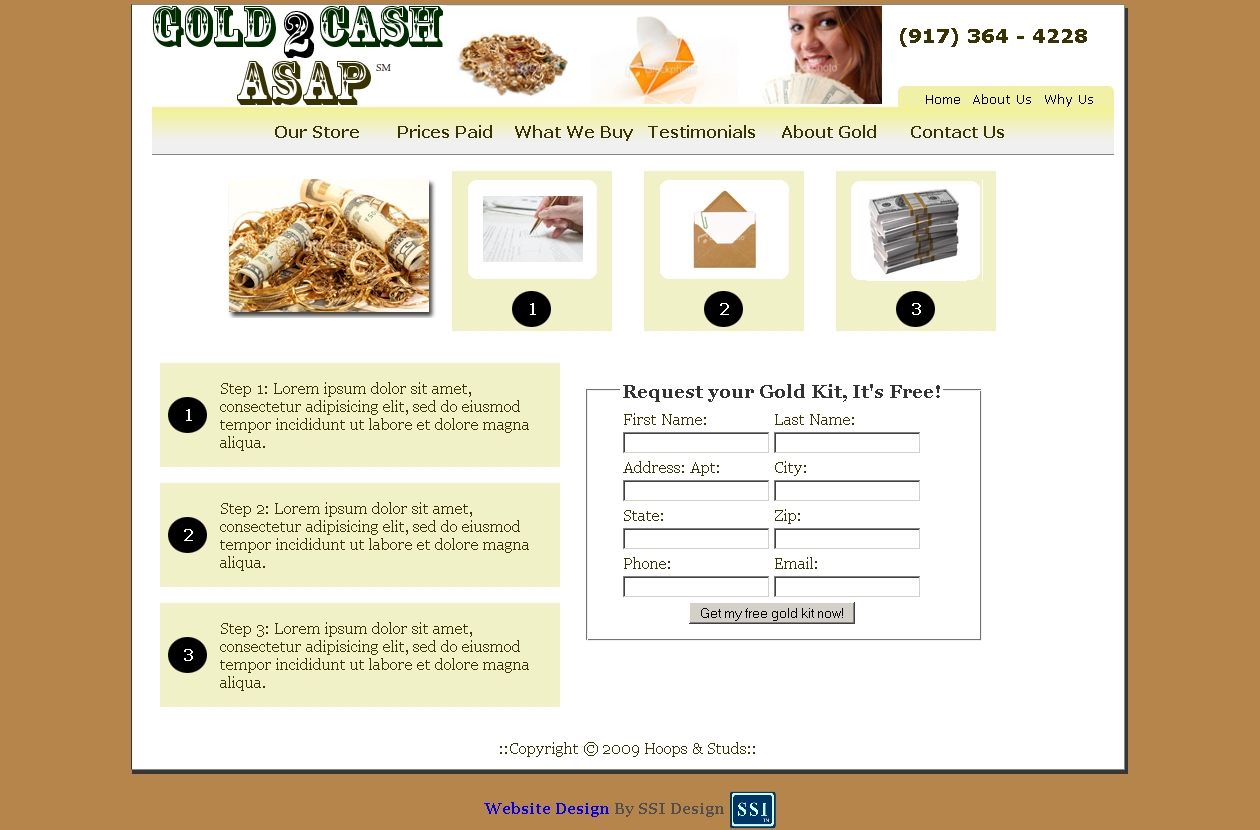 GOLD 2 CASH
ASAP SM
(917) 364 - 4228
Home About Us Why Us
Our Store Prices Paid What We Buy Testimonials About Gold Contact Us
1 2 3
1
Step 1: Lorem ipsum dolor sit amet,
consectetur adipisicing elit, sed do eiusmod
tempor incididunt ut labore et dolore magna
aliqua.
2
Step 2: Lorem ipsum dolor sit amet,
consectetur adipisicing elit, sed do eiusmod
tempor incididunt ut labore et dolore magna
aliqua.
3
Step 3: Lorem ipsum dolor sit amet,
consectetur adipisicing elit, sed do eiusmod
tempor incididunt ut labore et dolore magna
aliqua.
Request your Gold Kit, It's Free!
First Name: Last Name:
Address: Apt: City:
State: Zip:
Phone: Email:
Get my free gold kit now!
::Copyright © 2009 Hoops & Studs::
Website Design By SSI Design SSI